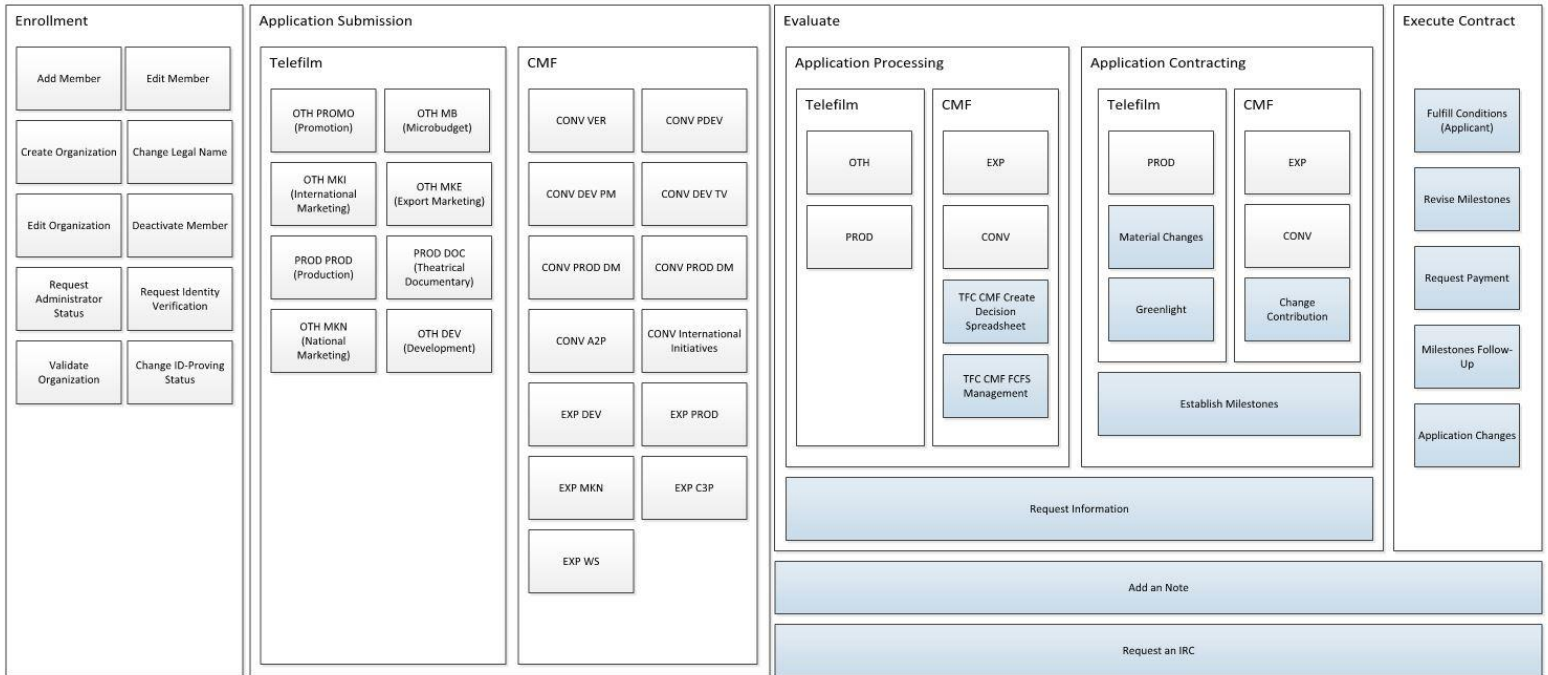 Enrollment
Add Member
Edit Member
Create Organization
Change Legal Name
Edit Organization
Deactivate Member
Request
Administrator
Status
Request Identity
Verification
Validate
Organization
Change ID-Proving
Status
Application Submission
Telefilm
OTH PROMO
(Promotion)
OTH MB
(Microbudget)
OTH MKI
(International
Marketing)
OTH MKE
(Export Marketing)
PROD PROD
(Production)
PROD DOC
(Theatrical
Documentary)
OTH MKN
(National
Marketing)
OTH DEV
(Development)
CMF
CONV VER
CONV PDEV
CONV DEV PM
CONV DEV TV
CONV PROD DM
CONV PROD DM
CONV A2P
CONV International
Initiatives
EXP DEV
EXP PROD
EXP MKN
EXP C3P
EXP WS
Evaluate
Application Processing
Telefilm
OTH
PROD
CMF
EXP
CONV
TFC CMF Create
Decision
Spreadsheet
TFC CMF FCFS
Management
Application Contracting
Telefilm
PROD
Material Changes
Greenlight
CMF
EXP
CONV
Change
Contribution
Establish Milestones
Request Information
Execute Contract
Fulfill Conditions
(Applicant)
Revise Milestones
Request Payment
Milestones Follow-
Up
Application Changes
Add an Note
Request an IRC